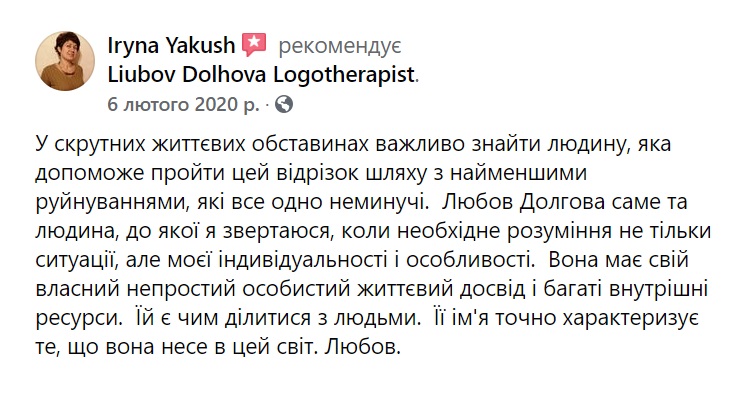 Iryna Yakush рекомендує
Liubov Dolhova Logotherapist.
6 лютого 2020 р. ·
У скрутних життєвих обставинах важливо знайти людину, яка
допоможе пройти цей відрізок шляху з найменшими
руйнуваннями, які все одно неминучі.  Любов Долгова саме та
людина, до якої я звертаюся, коли необхідне розуміння не тільки
ситуації, але моєї індивідуальності і особливості.  Вона має свій
власний непростий особистий життєвий досвід і багаті внутрішні
ресурси.  Їй є чим ділитися з людьми.  Її ім'я точно характеризує
те, що вона несе в цей світ. Любов.